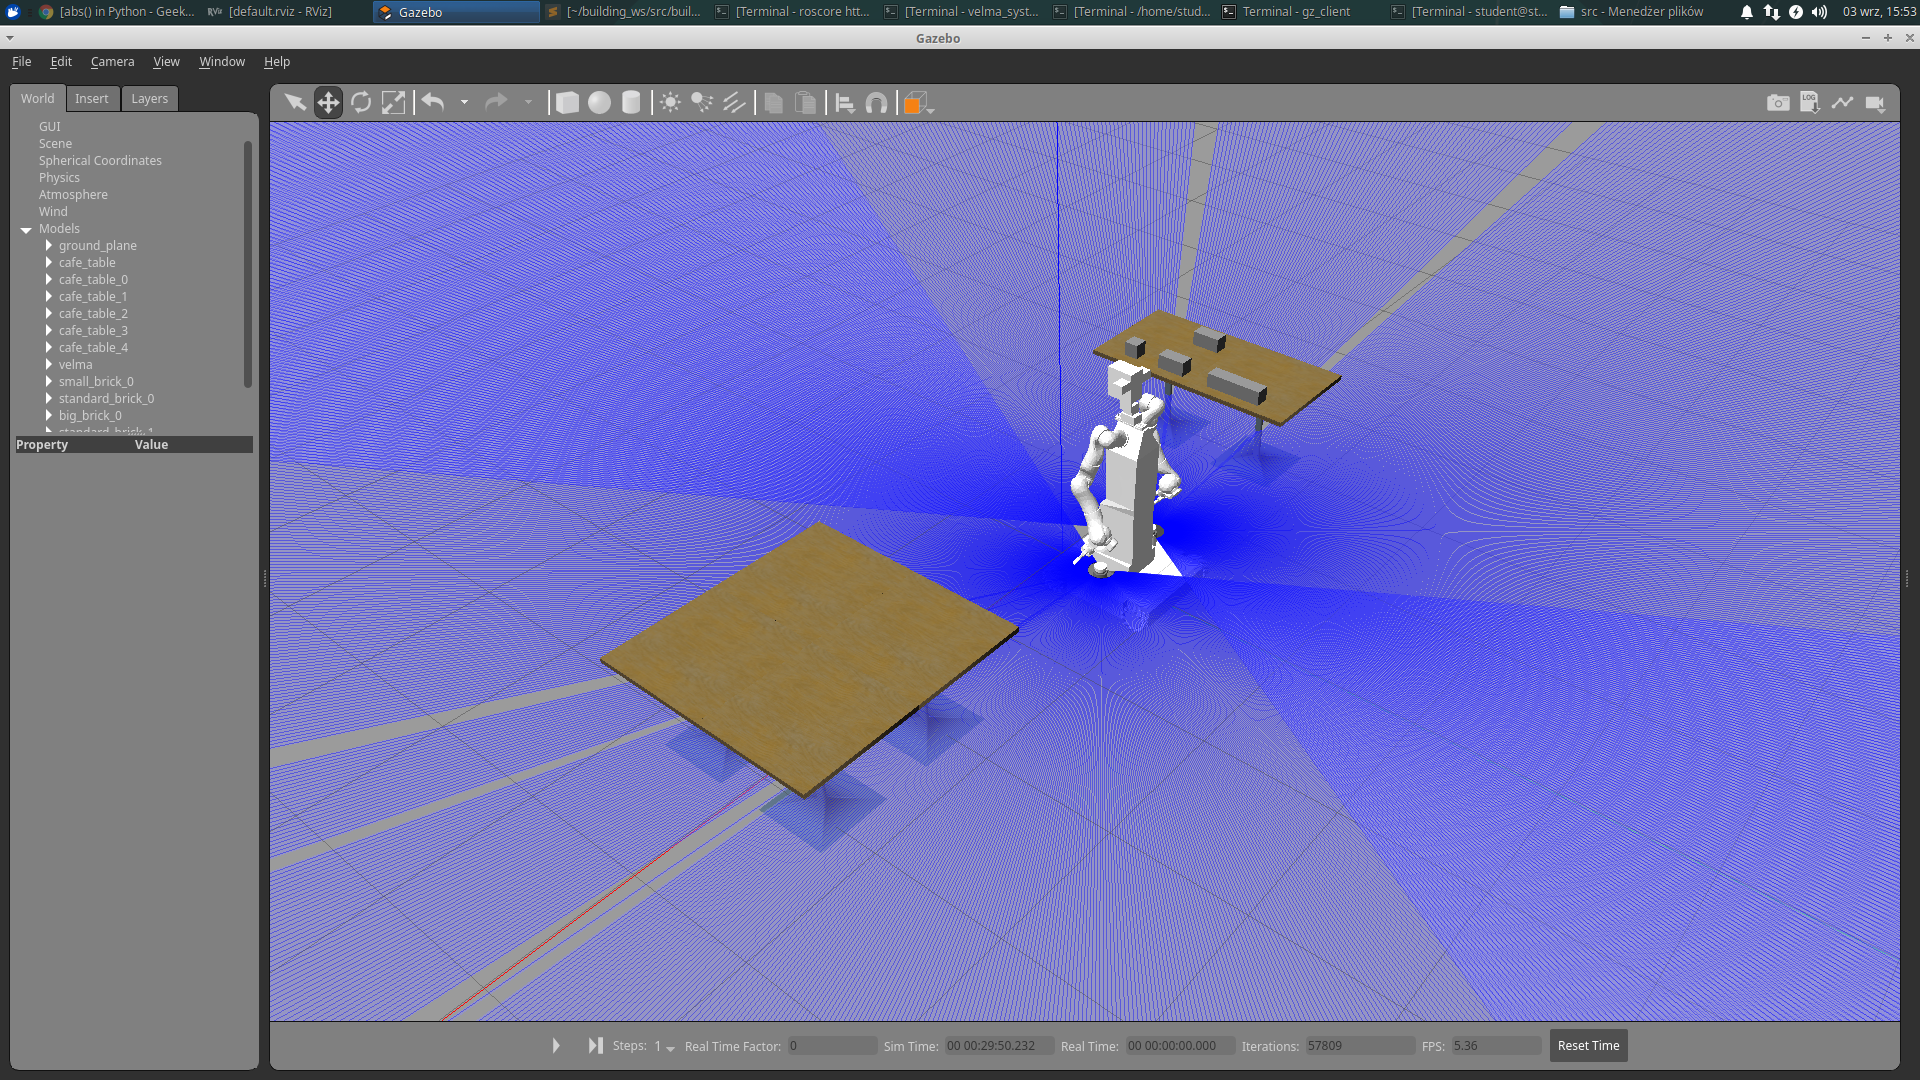 [abs() in Python - Geek... [default.rviz - RViz] Gazebo [~/building_ws/src/buil... [Terminal - roscore htt... [Terminal - velma_syst... [Terminal - /home/stud... Terminal - gz_client [Terminal - student@st... src - Menedżer plików 03 wrz, 15:53
Gazebo
File Edit Camera View Window Help
World Insert Layers
LOG
GUI
Scene
Spherical Coordinates
Physics
Atmosphere
Wind
Models
ground_plane
cafe_table
cafe_table_0
cafe_table_1
cafe_table_2
cafe_table_3
cafe_table_4
velma
small_brick_0
standard_brick_0
big_brick_0
standard_brick_1
Property Value
Steps: 1 Real Time Factor: 0 Sim Time: 00 00:29:50.232 Real Time: 00 00:00:00.000 Iterations: 57809 FPS: 5.36 Reset Time